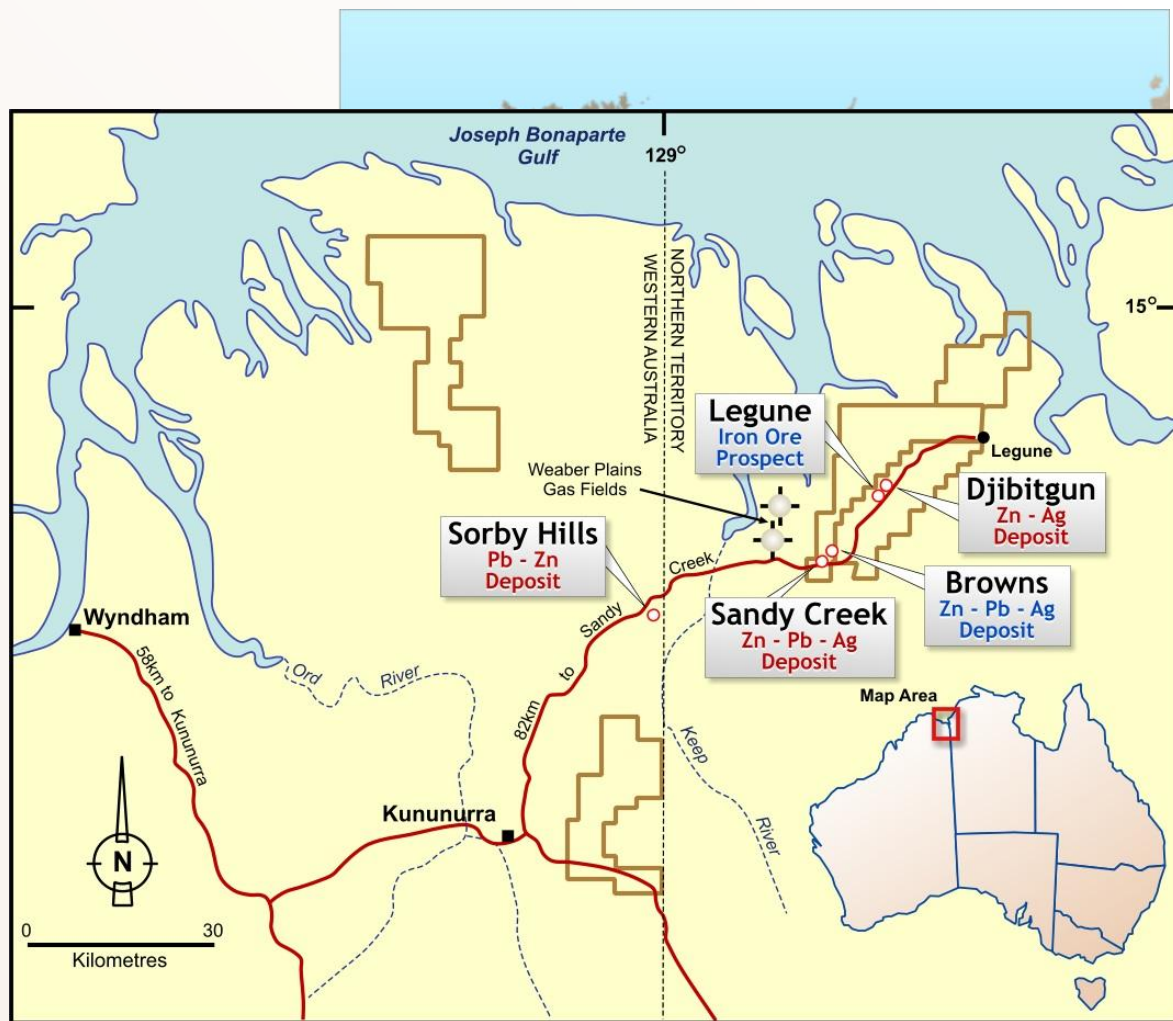 Joseph Bonaparte
Gulf
129°
15°
WESTERN AUSTRALIA
NORTHERN TERRITORY
Legune
Iron Ore
Prospect
Legune
Weaber Plains
Gas Fields
Djibitgun
Zn - Ag
Deposit
Sorby Hills
Pb - Zn
Deposit
Browns
Zn - Pb - Ag
Deposit
Sandy Creek
Zn - Pb - Ag
Deposit
82km to Sandy Creek
Wyndham
58km to Kununurra
Ord River
Keep River
Kununurra
Map Area
N
0 30
Kilometres